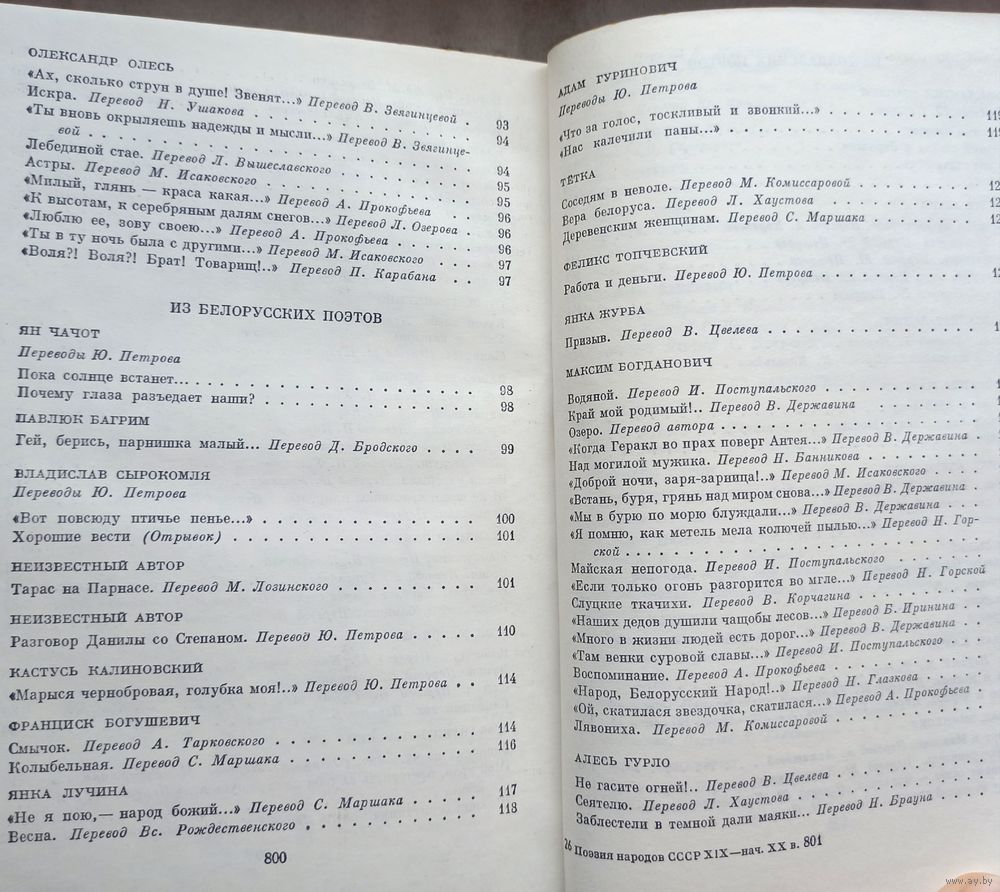 ОЛЕКСАНДР ОЛЕСЬ
«Ах, сколько струн в душе! Звенят...» Перевод В. Звягинцевой . 93
Искра. Перевод Н. Ушакова . . . . . . . . . . . . . 94
«Ты вновь окрыляешь надежды и мысли...» Перевод В. Звягинце-
вой . . . . . . . . . . . . . . . . . . . . 94
Лебединой стае. Перевод Л. Вышеславского . . . . . . . . 95
Астры. Перевод М. Исаковского . . . . . . . . . . . . 95
«Милый, глянь — краса какая...» Перевод А. Прокофьева . . . 96
«К высотам, к серебряным далям снегов...» Перевод Л. Озерова . 96
«Люблю ее, зову своею...» Перевод А. Прокофьева . . . . . 96
«Ты в ту ночь была с другими...» Перевод М. Исаковского . . . 97
«Воля?! Воля?! Брат! Товарищ!..» Перевод П. Карабана . . 97
ИЗ БЕЛОРУССКИХ ПОЭТОВ
ЯН ЧАЧОТ
Переводы Ю. Петрова
Пока солнце встанет... . . . . . . . . . . . . . . . 98
Почему глаза разъедает наши? . . . . . . . . . . . . 98
ПАВЛЮК БАГРИМ
Гей, берись, парнишка малый... Перевод Д. Бродского . . . . 99
ВЛАДИСЛАВ СЫРОКОМЛЯ
Переводы Ю. Петрова
«Вот повсюду птичье пенье...» . . . . . . . . . . . . 100
Хорошие вести (Отрывок) . . . . . . . . . . . . . . 101
НЕИЗВЕСТНЫЙ АВТОР
Тарас на Парнасе. Перевод М. Лозинского . . . . . . . . 101
НЕИЗВЕСТНЫЙ АВТОР
Разговор Данилы со Степаном. Перевод Ю. Петрова . . . . . 110
КАСТУСЬ КАЛИНОВСКИЙ
«Марыся чернобровая, голубка моя!..» Перевод Ю. Петрова . . 114
ФРАНЦИСК БОГУШЕВИЧ
Смычок. Перевод А. Тарковского . . . . . . . . . . . 114
Колыбельная. Перевод С. Маршака . . . . . . . . . . 116
ЯНКА ЛУЧИНА
«Не я пою,— народ божий...» Перевод С. Маршака . . . . . 117
Весна. Перевод Вс. Рождественского . . . . . . . . . . 118
800
АДАМ ГУРИНОВИЧ
Переводы Ю. Петрова
«Что за голос, тоскливый и звонкий...» . . . . . . . . . 119
«Нас калечили паны...» . . . . . . . . . . . . . . 119
ТЁТКА
Соседям в неволе. Перевод М. Комиссаровой . . . . . . . 12
Вера белоруса. Перевод Л. Хаустова . . . . . . . . . 12
Деревенским женщинам. Перевод С. Маршака . . . . . . . 12
ФЕЛИКС ТОПЧЕВСКИЙ
Работа и деньги. Перевод Ю. Петрова . . . . . . . . . . 12
ЯНКА ЖУРБА
Призыв. Перевод В. Цвелева . . . . . . . . . . . . 1
МАКСИМ БОГДАНОВИЧ
Водяной. Перевод И. Поступальского . . . . . . . . . . 1
Край мой родимый!.. Перевод В. Державина . . . . . . . 1
Озеро. Перевод автора . . . . . . . . . . . . . .
«Когда Геракл во прах поверг Антея...» Перевод В. Державина .
Над могилой мужика. Перевод Н. Банникова . . . . . . .
«Доброй ночи, заря-зарница!..» Перевод М. Исаковского . . .
«Встань, буря, грянь над миром снова...» Перевод В. Державина .
«Мы в бурю по морю блуждали...» Перевод В. Державина . .
«Я помню, как метель мела колючей пылью...» Перевод Н. Гор-
ской . . . . . . . . . . . . . . . . . . . .
Майская непогода. Перевод И. Поступальского . . . . . .
«Если только огонь разгорится во мгле...» Перевод Н. Горской
Слуцкие ткачихи. Перевод В. Корчагина . . . . . . . .
«Наших дедов душили чащобы лесов...» Перевод Б. Иринина . .
«Много в жизни людей есть дорог...» Перевод В. Державина . .
«Там венки суровой славы...» Перевод И. Поступальского . . .
Воспоминание. Перевод А. Прокофьева . . . . . . . . .
«Народ, Белорусский Народ!..» Перевод Н. Глазкова . . . .
«Ой, скатилася звездочка, скатилася...» Перевод А. Прокофьева .
Лявониха. Перевод М. Комиссаровой . . . . . . . . .
АЛЕСЬ ГУРЛО
Не гасите огней!.. Перевод В. Цвелева . . . . . . . .
Сеятелю. Перевод Л. Хаустова . . . . . . . . . . .
Заблестели в темной дали маяки... Перевод Н. Брауна . . . .
26 Поэзия народов СССР XIX—нач. XX в. 801
www.ay.by